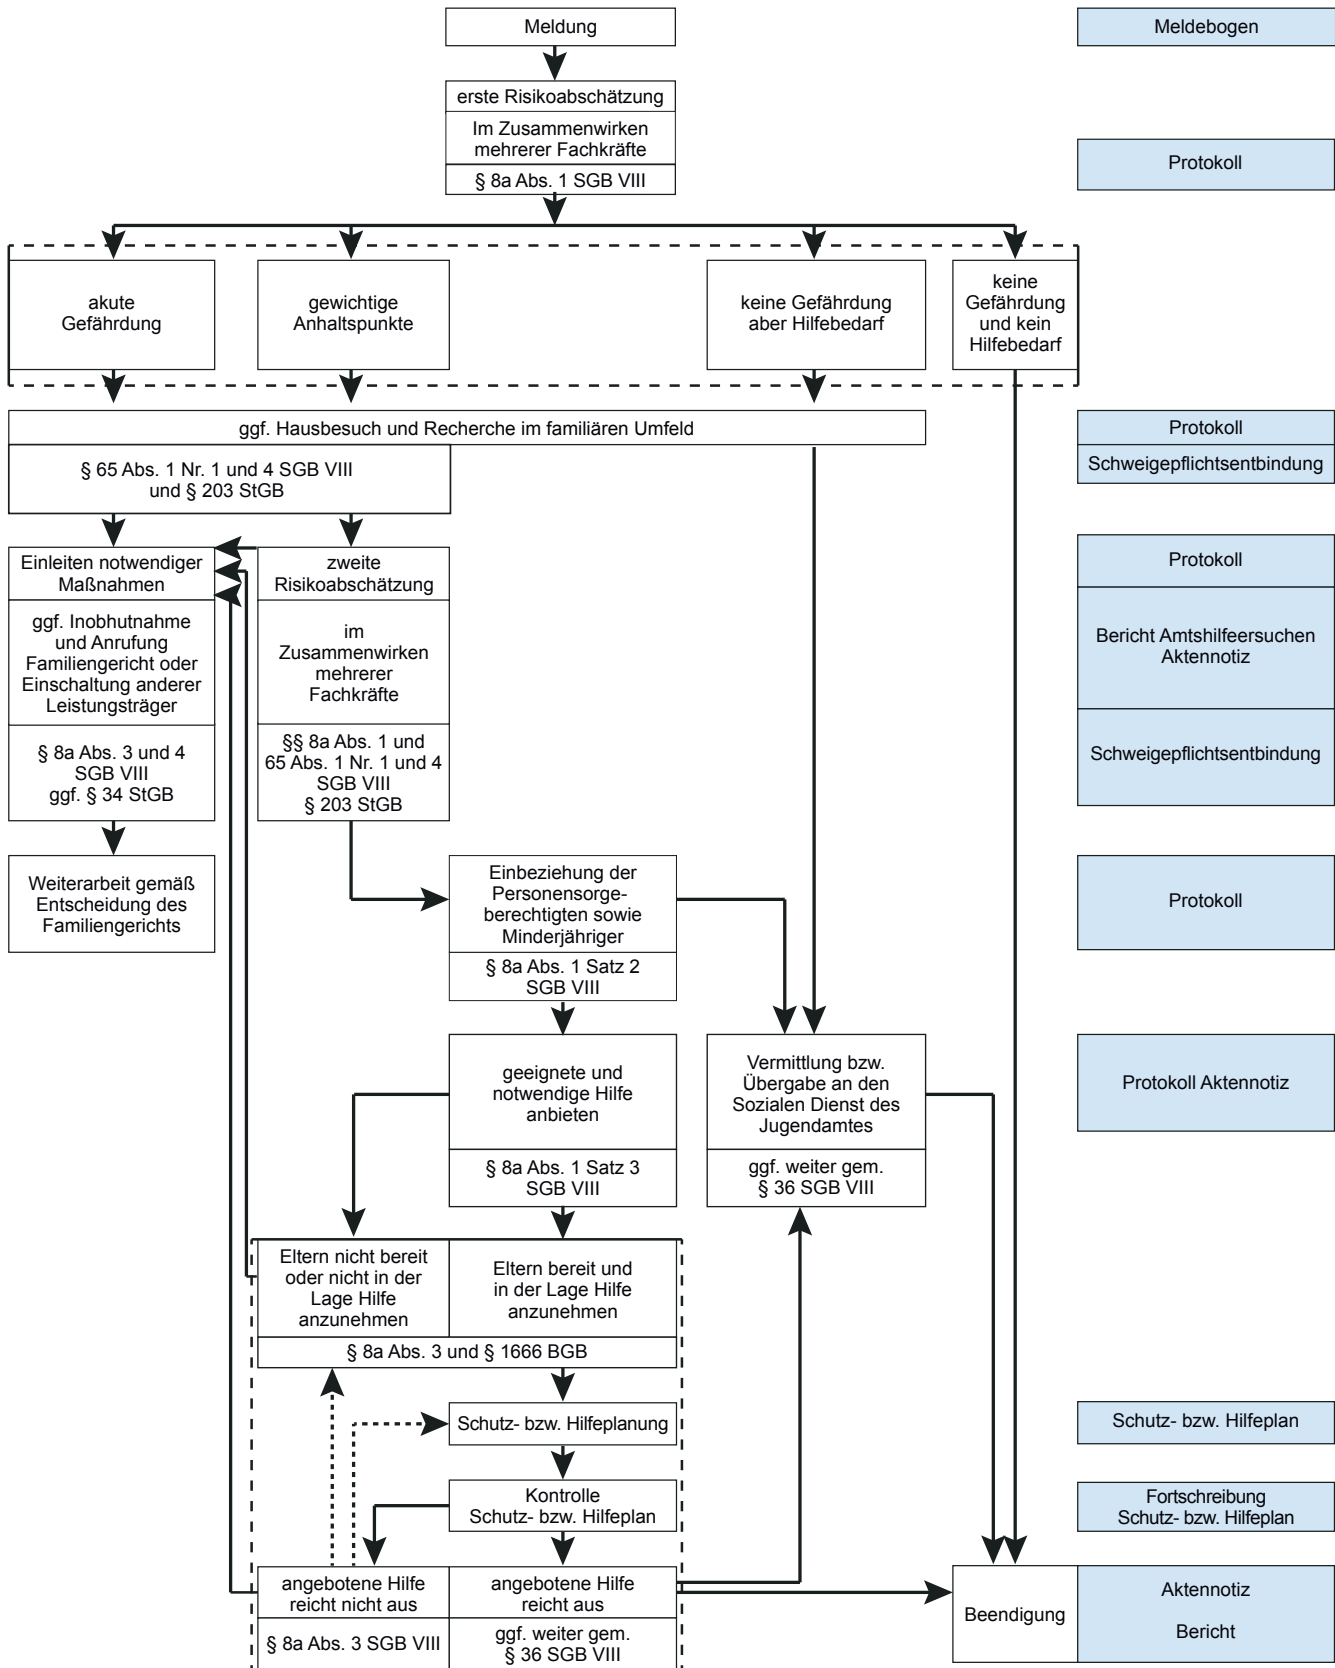 Meldung
Meldebogen
erste Risikoabschätzung
Im Zusammenwirken
mehrerer Fachkräfte
§ 8a Abs. 1 SGB VIII
Protokoll
akute
Gefährdung
gewichtige
Anhaltspunkte
keine Gefährdung
aber Hilfebedarf
keine
Gefährdung
und kein
Hilfebedarf
ggf. Hausbesuch und Recherche im familiären Umfeld
Protokoll
§ 65 Abs. 1 Nr. 1 und 4 SGB VIII
und § 203 StGB
Schweigepflichtsentbindung
Einleiten notwendiger
Maßnahmen
ggf. Inobhutnahme
und Anrufung
Familiengericht oder
Einschaltung anderer
Leistungsträger
§ 8a Abs. 3 und 4
SGB VIII
ggf. § 34 StGB
zweite
Risikoabschätzung
im
Zusammenwirken
mehrerer
Fachkräfte
§§ 8a Abs. 1 und
65 Abs. 1 Nr. 1 und 4
SGB VIII
§ 203 StGB
Protokoll
Bericht Amtshilfeersuchen
Aktennotiz
Schweigepflichtsentbindung
Weiterarbeit gemäß
Entscheidung des
Familiengerichts
Einbeziehung der
Personensorge-
berechtigten sowie
Minderjähriger
§ 8a Abs. 1 Satz 2
SGB VIII
Protokoll
geeignete und
notwendige Hilfe
anbieten
§ 8a Abs. 1 Satz 3
SGB VIII
Vermittlung bzw.
Übergabe an den
Sozialen Dienst des
Jugendamtes
ggf. weiter gem.
§ 36 SGB VIII
Protokoll Aktennotiz
Eltern nicht bereit
oder nicht in der
Lage Hilfe
anzunehmen
Eltern bereit und
in der Lage Hilfe
anzunehmen
§ 8a Abs. 3 und § 1666 BGB
Schutz- bzw. Hilfeplanung
Schutz- bzw. Hilfeplan
Kontrolle
Schutz- bzw. Hilfeplan
Fortschreibung
Schutz- bzw. Hilfeplan
angebotene Hilfe
reicht nicht aus
§ 8a Abs. 3 SGB VIII
angebotene Hilfe
reicht aus
ggf. weiter gem.
§ 36 SGB VIII
Beendigung
Aktennotiz
Bericht